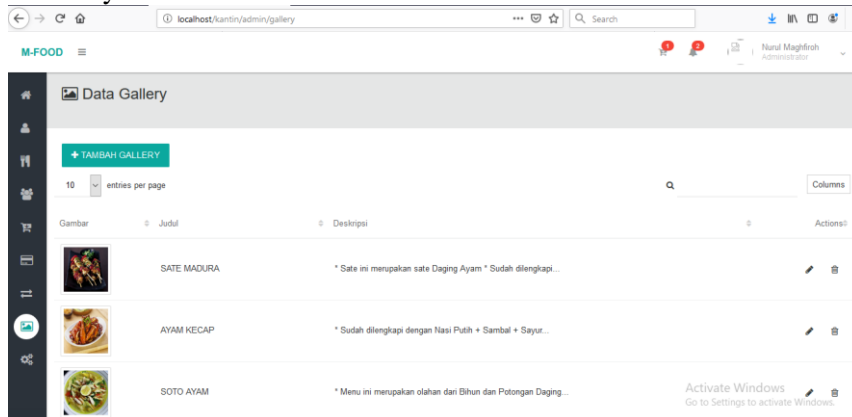 localhost/kantin/admin/gallery
Search
M-FOOD
1
2
Nurul Maghfiroh
Administrator
Data Gallery
+ TAMBAH GALLERY
10 entries per page
Columns
Gambar Judul Deskripsi Actions
SATE MADURA * Sate ini merupakan sate Daging Ayam * Sudah dilengkapi...
AYAM KECAP * Sudah dilengkapi dengan Nasi Putih + Sambal + Sayur...
SOTO AYAM * Menu ini merupakan olahan dari Bihun dan Potongan Daging...
Activate Windows
Go to Settings to activate Windows.